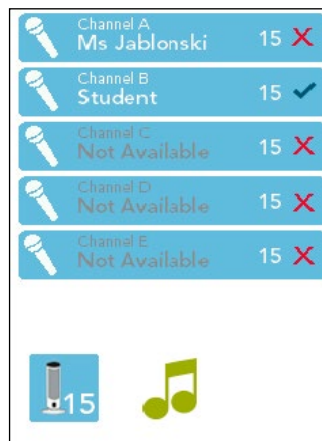 Channel A
Ms Jablonski 15
Channel B
Student 15
Channel C
Not Available 15
Channel D
Not Available 15
Channel E
Not Available 15
15